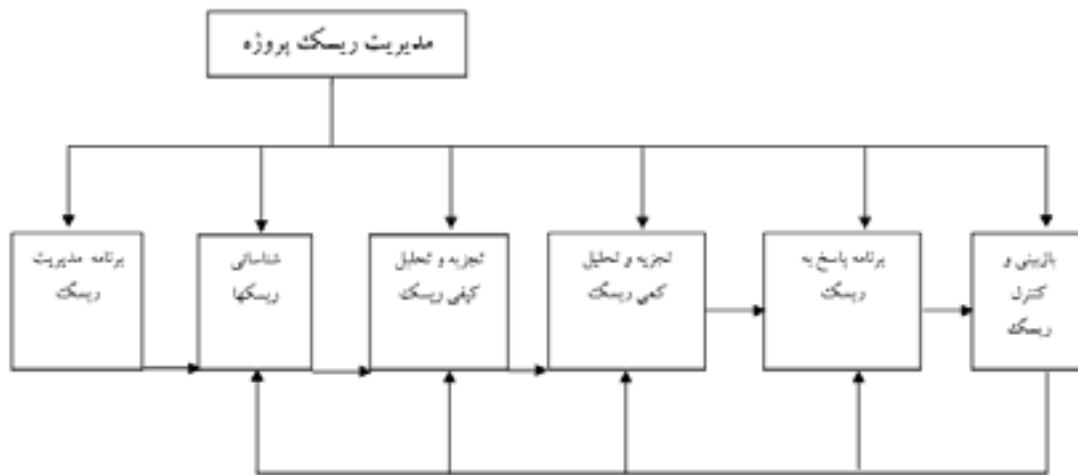 مدیریت ریسک پروژه
برنامه مدیریت
ریسک
شناسائی
ریسکها
تجزیه و تحلیل
کیفی ریسک
تجزیه و تحلیل
کمی ریسک
برنامه پاسخ به
ریسک
بازبینی و
کنترل
ریسک